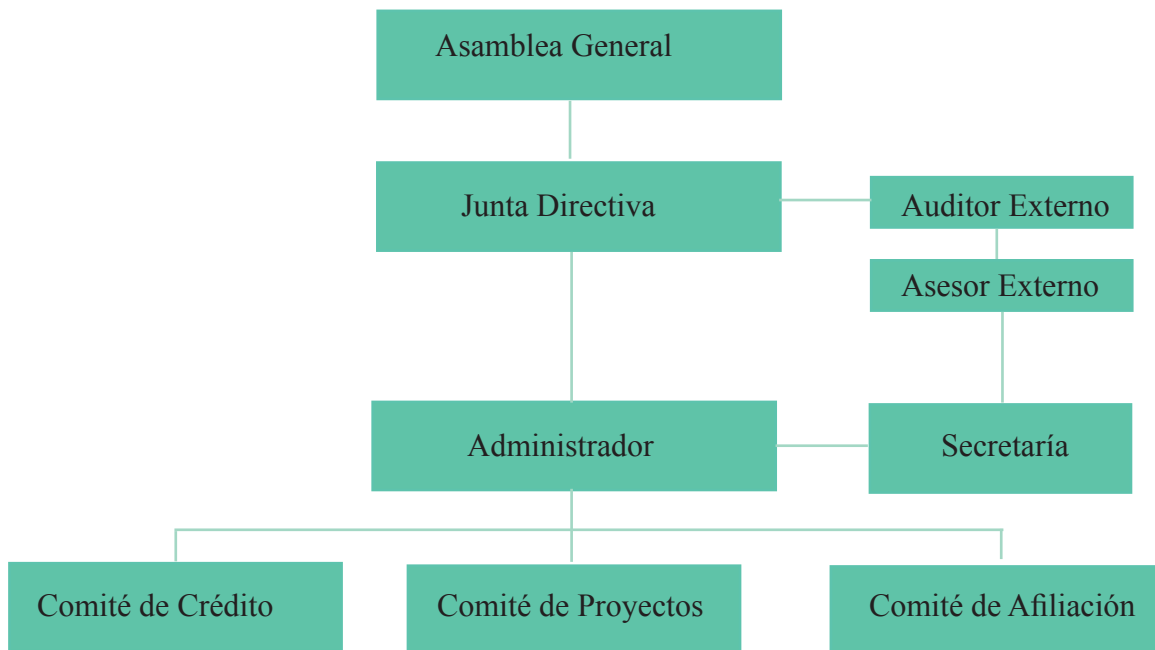 Asamblea General
Junta Directiva
Auditor Externo
Asesor Externo
Administrador
Secretaría
Comité de Crédito
Comité de Proyectos
Comité de Afiliación